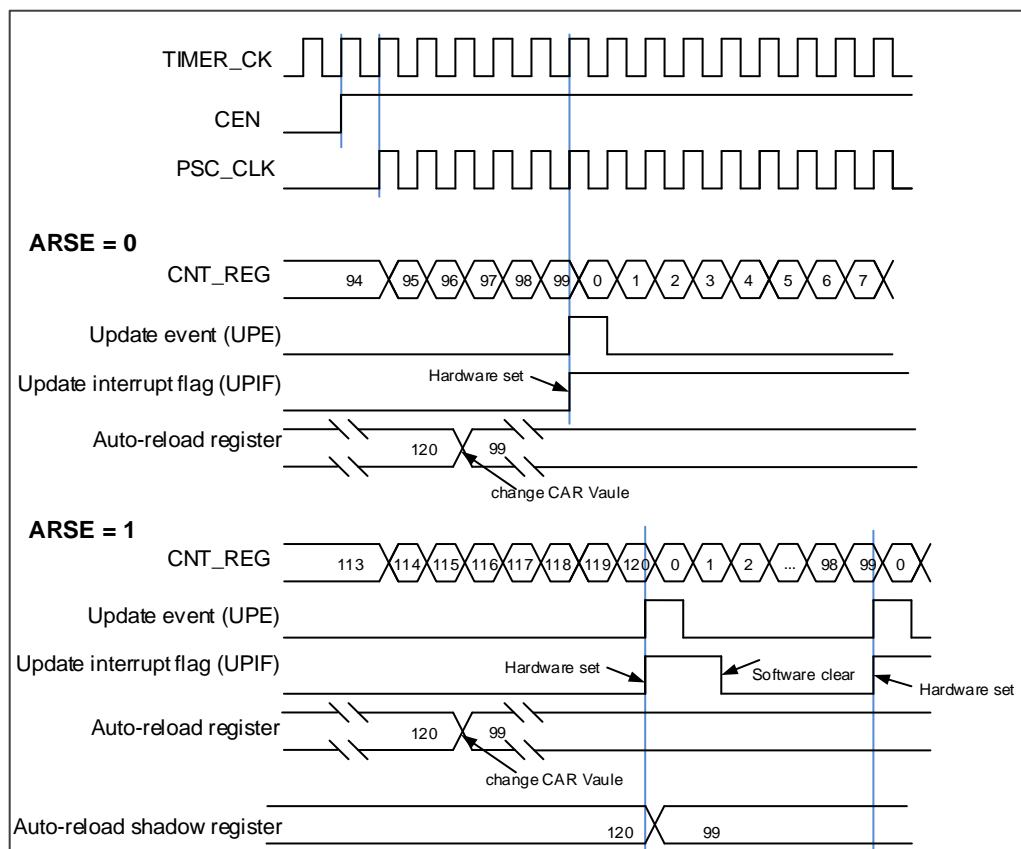 TIMER_CK
CEN
PSC_CLK
ARSE = 0
CNT_REG 94 95 96 97 98 99 0 1 2 3 4 5 6 7
Update event (UPE)
Update interrupt flag (UPIF) Hardware set
Auto-reload register 120 99
change CAR Vaule
ARSE = 1
CNT_REG 113 114 115 116 117 118 119 120 0 1 2 ... 98 99 0
Update event (UPE)
Update interrupt flag (UPIF) Hardware set Software clear Hardware set
Auto-reload register 120 99
change CAR Vaule
Auto-reload shadow register 120 99